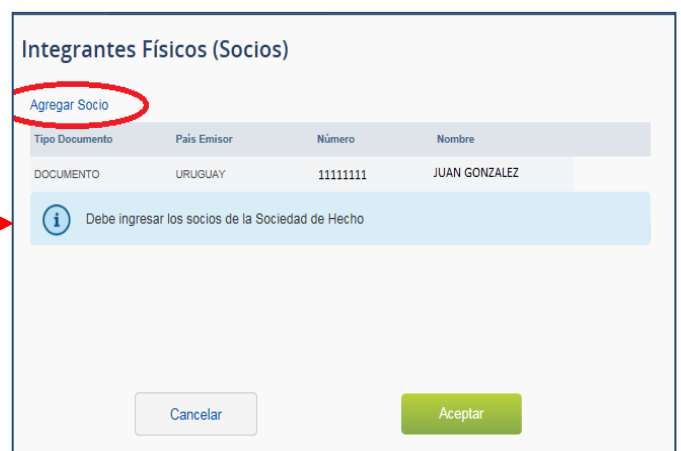 Integrantes Físicos (Socios)
Agregar Socio
Tipo Documento País Emisor Número Nombre
DOCUMENTO URUGUAY 11111111 JUAN GONZALEZ
i Debe ingresar los socios de la Sociedad de Hecho
Cancelar Aceptar